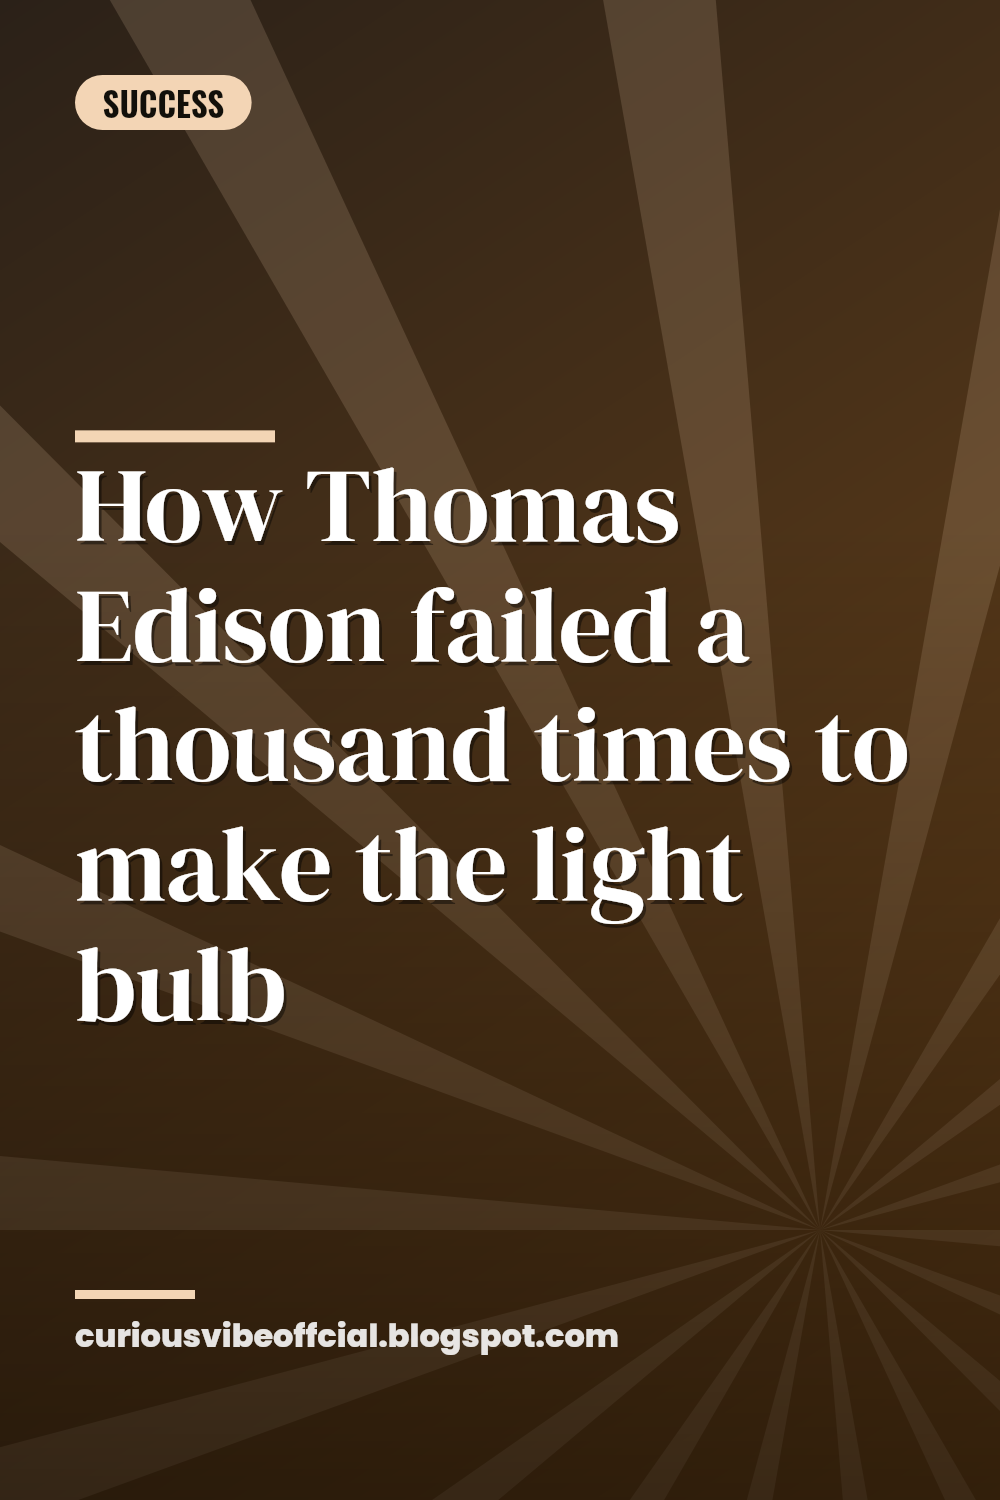 SUCCESS
How Thomas
Edison failed a
thousand times to
make the light
bulb
curiousvibeoffcial.blogspot.com